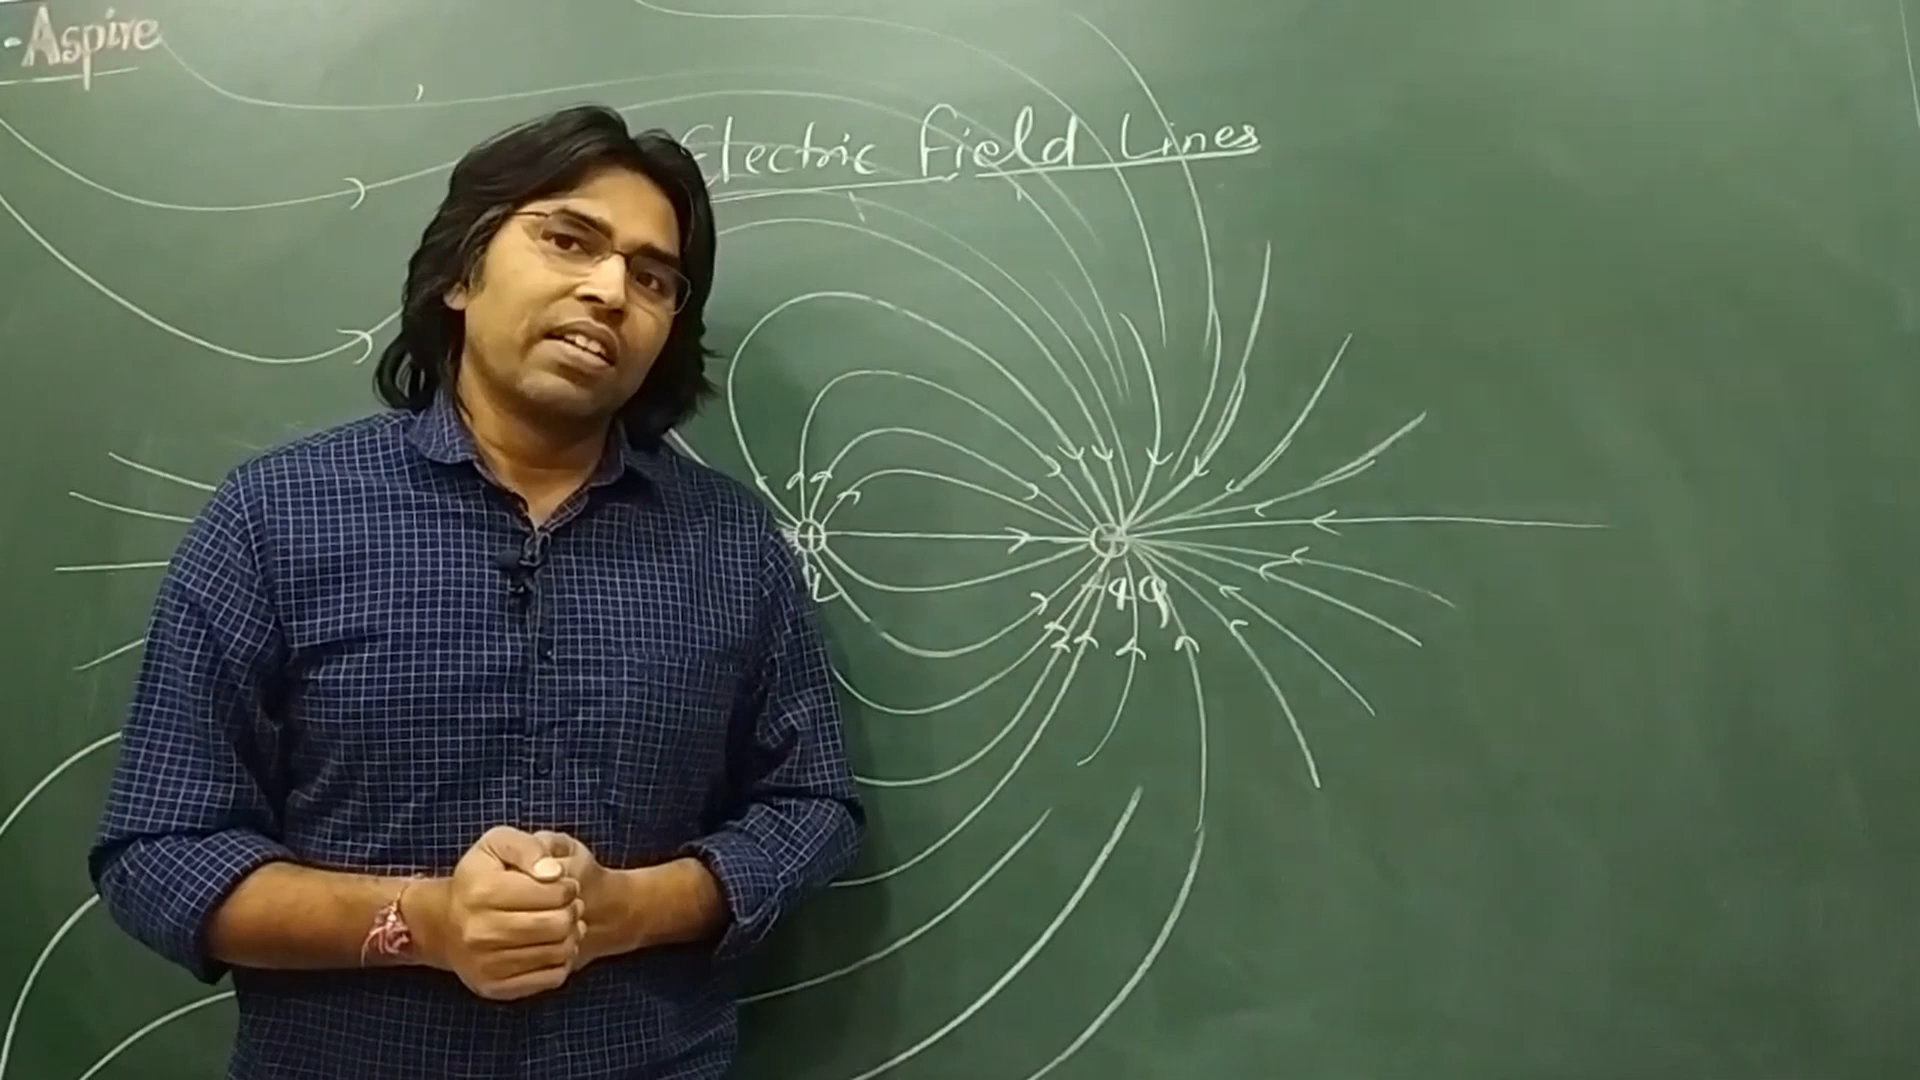 -Aspire
Electric Field Lines
q
-4q